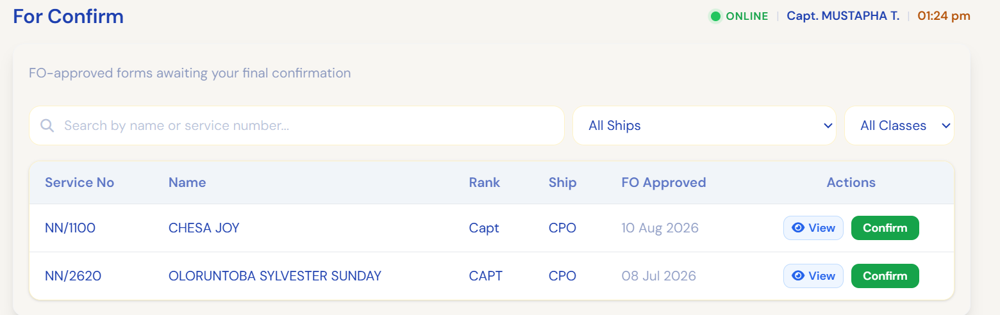 For Confirm
ONLINE | Capt. MUSTAPHA T. | 01:24 pm
FO-approved forms awaiting your final confirmation
Search by name or service number... All Ships All Classes
Service No Name Rank Ship FO Approved Actions
NN/1100 CHESA JOY Capt CPO 10 Aug 2026 View Confirm
NN/2620 OLORUNTOBA SYLVESTER SUNDAY CAPT CPO 08 Jul 2026 View Confirm